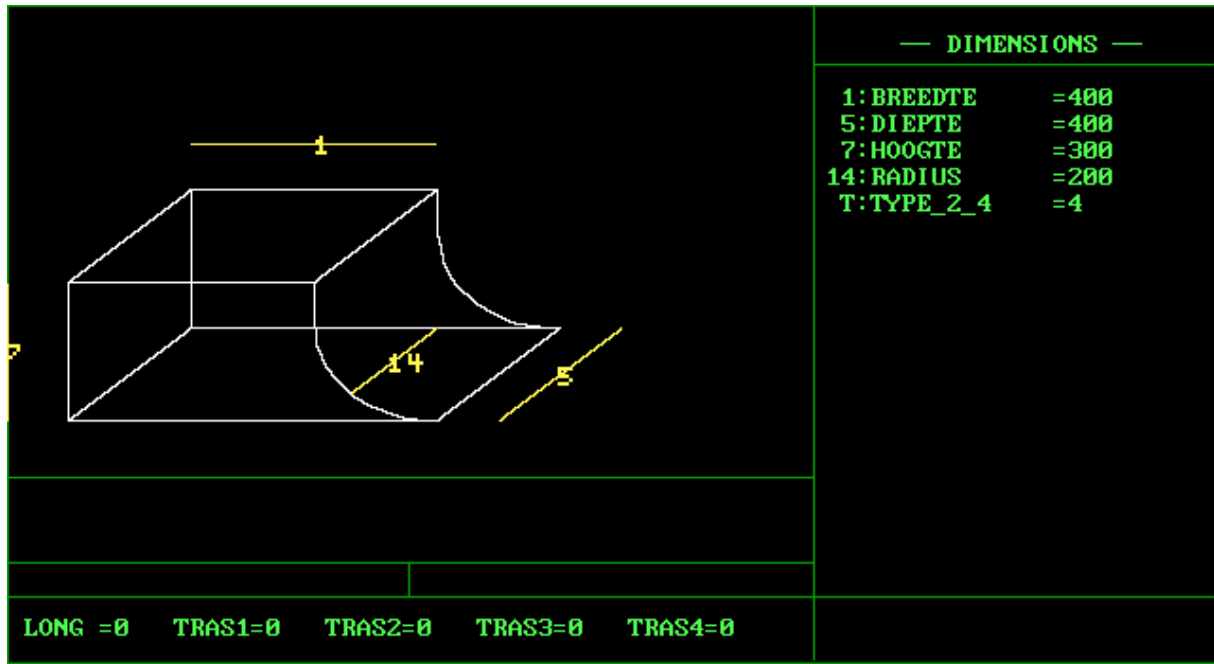 — DIMENSIONS —
1:BREEDTE =400
5:DIEPTE =400
7:HOOGTE =300
14:RADIUS =200
T:TYPE_2_4 =4
1
7
14
5
LONG =0 TRAS1=0 TRAS2=0 TRAS3=0 TRAS4=0